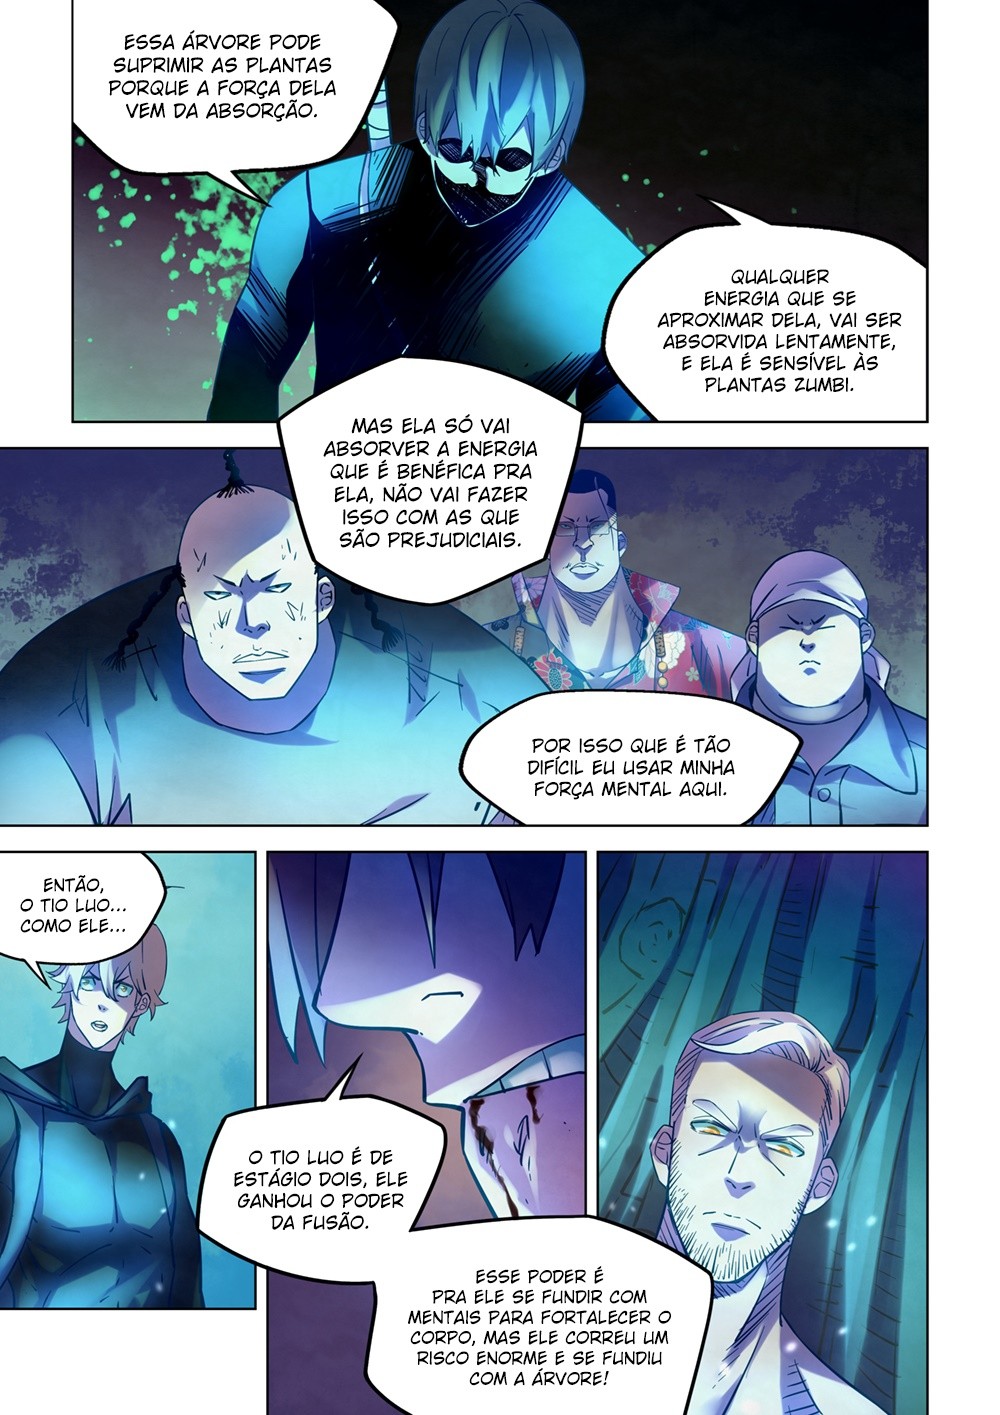 ESSA ÁRVORE PODE
SUPRIMIR AS PLANTAS
PORQUE A FORÇA DELA
VEM DA ABSORÇÃO.
QUALQUER
ENERGIA QUE SE
APROXIMAR DELA, VAI SER
ABSORVIDA LENTAMENTE,
E ELA É SENSÍVEL ÀS
PLANTAS ZUMBI.
MAS ELA SÓ VAI
ABSORVER A ENERGIA
QUE É BENÉFICA PRA
ELA, NÃO VAI FAZER
ISSO COM AS QUE
SÃO PREJUDICIAIS.
POR ISSO QUE É TÃO
DIFÍCIL EU USAR MINHA
FORÇA MENTAL AQUI.
ENTÃO,
O TIO LUO...
COMO ELE...
O TIO LUO É DE
ESTÁGIO DOIS, ELE
GANHOU O PODER
DA FUSÃO.
ESSE PODER É
PRA ELE SE FUNDIR COM
MENTAIS PARA FORTALECER O
CORPO, MAS ELE CORREU UM
RISCO ENORME E SE FUNDIU
COM A ÁRVORE!